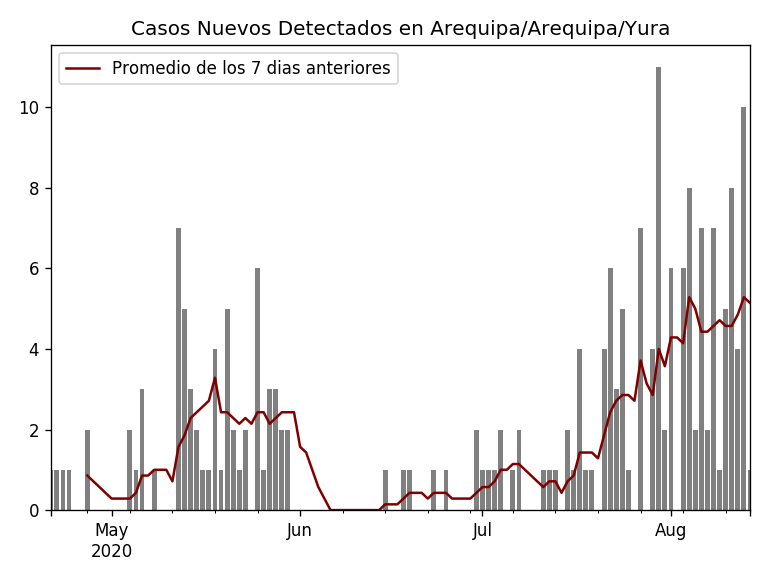 Casos Nuevos Detectados en Arequipa/Arequipa/Yura
Promedio de los 7 dias anteriores
10
8
6
4
2
0
May Jun Jul Aug
2020